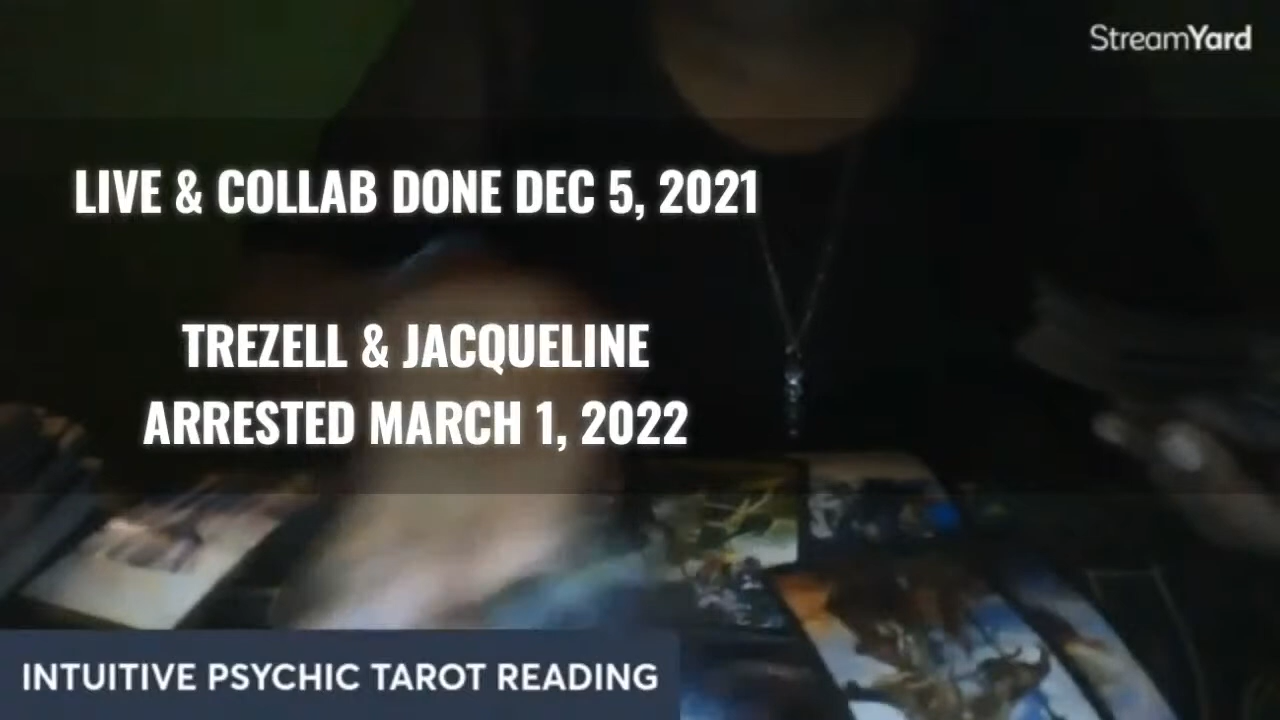 StreamYard
LIVE & COLLAB DONE DEC 5, 2021
TREZELL & JACQUELINE
ARRESTED MARCH 1, 2022
INTUITIVE PSYCHIC TAROT READING